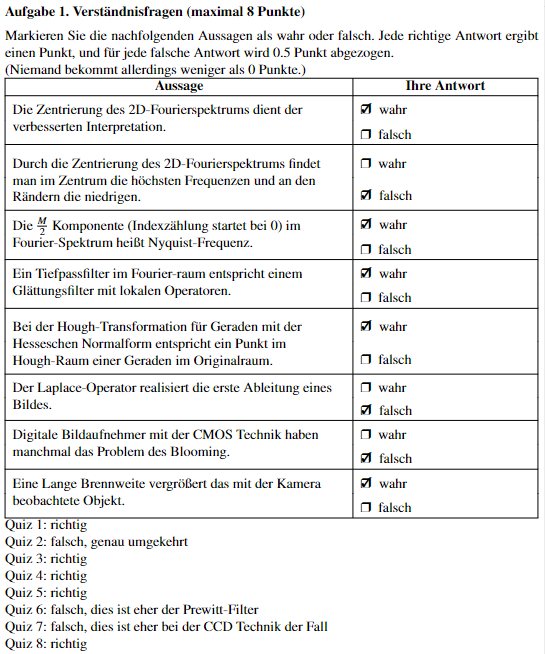 Aufgabe 1. Verständnisfragen (maximal 8 Punkte)
Markieren Sie die nachfolgenden Aussagen als wahr oder falsch. Jede richtige Antwort ergibt
einen Punkt, und für jede falsche Antwort wird 0.5 Punkt abgezogen.
(Niemand bekommt allerdings weniger als 0 Punkte.)
Aussage Ihre Antwort
Die Zentrierung des 2D-Fourierspektrums dient der
verbesserten Interpretation.
☑ wahr
☐ falsch
Durch die Zentrierung des 2D-Fourierspektrums findet
man im Zentrum die höchsten Frequenzen und an den
Rändern die niedrigen.
☐ wahr
☑ falsch
Die M/2 Komponente (Indexzählung startet bei 0) im
Fourier-Spektrum heißt Nyquist-Frequenz.
☑ wahr
☐ falsch
Ein Tiefpassfilter im Fourier-raum entspricht einem
Glättungsfilter mit lokalen Operatoren.
☑ wahr
☐ falsch
Bei der Hough-Transformation für Geraden mit der
Hesseschen Normalform entspricht ein Punkt im
Hough-Raum einer Geraden im Originalraum.
☑ wahr
☐ falsch
Der Laplace-Operator realisiert die erste Ableitung eines
Bildes.
☐ wahr
☑ falsch
Digitale Bildaufnehmer mit der CMOS Technik haben
manchmal das Problem des Blooming.
☐ wahr
☑ falsch
Eine Lange Brennweite vergrößert das mit der Kamera
beobachtete Objekt.
☑ wahr
☐ falsch
Quiz 1: richtig
Quiz 2: falsch, genau umgekehrt
Quiz 3: richtig
Quiz 4: richtig
Quiz 5: richtig
Quiz 6: falsch, dies ist eher der Prewitt-Filter
Quiz 7: falsch, dies ist eher bei der CCD Technik der Fall
Quiz 8: richtig